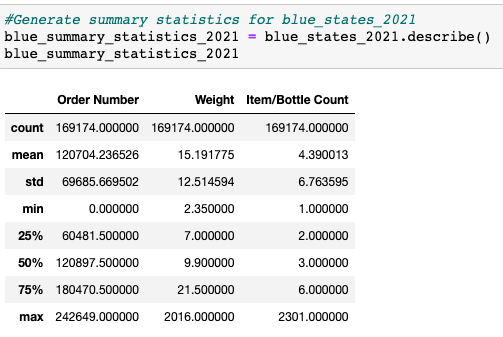 #Generate summary statistics for blue_states_2021
blue_summary_statistics_2021 = blue_states_2021.describe()
blue_summary_statistics_2021
Order Number Weight Item/Bottle Count
count 169174.000000 169174.000000 169174.000000
mean 120704.236526 15.191775 4.390013
std 69685.669502 12.514594 6.763595
min 0.000000 2.350000 1.000000
25% 60481.500000 7.000000 2.000000
50% 120897.500000 9.900000 3.000000
75% 180470.500000 21.500000 6.000000
max 242649.000000 2016.000000 2301.000000